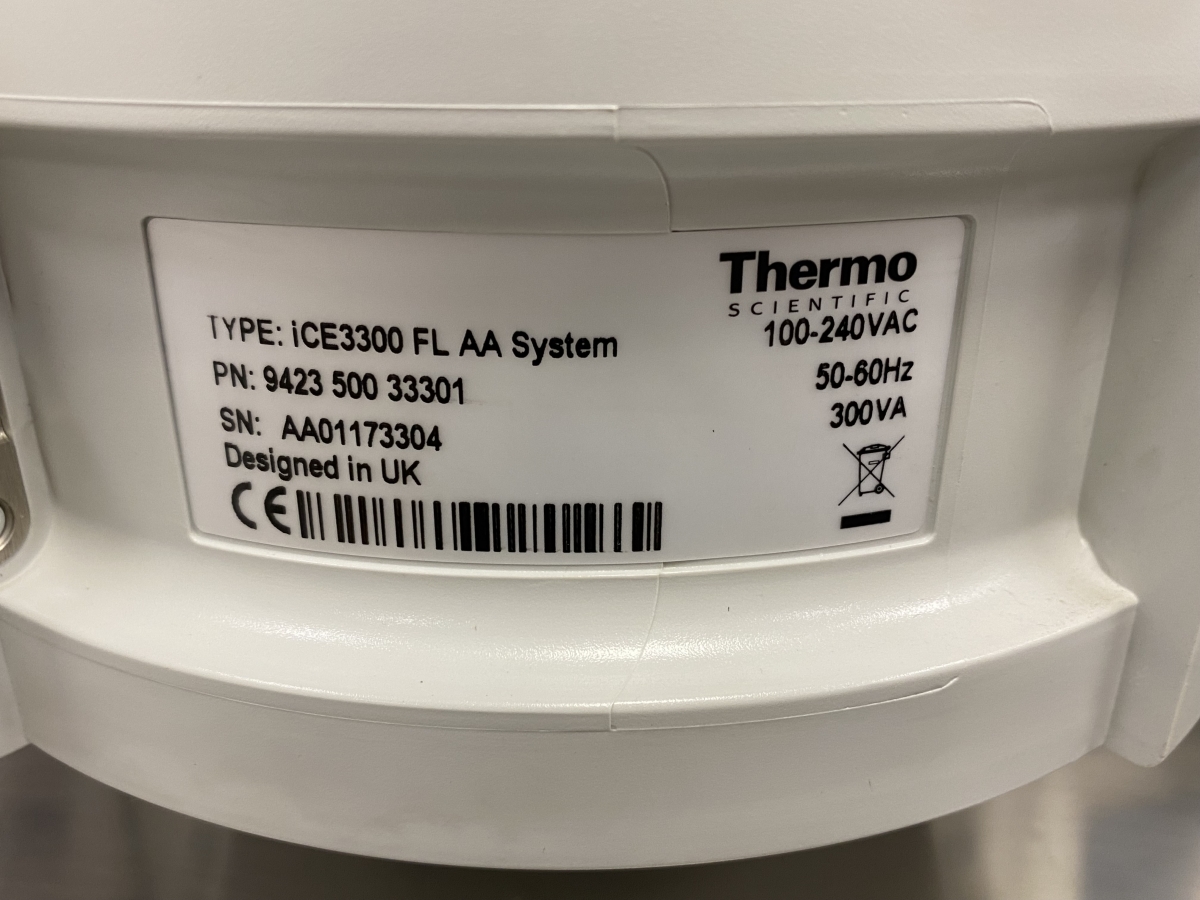 Thermo
SCIENTIFIC
TYPE: iCE3300 FL AA System
100-240VAC
PN: 9423 500 33301
50-60Hz
SN: AA01173304
300VA
Designed in UK
CE